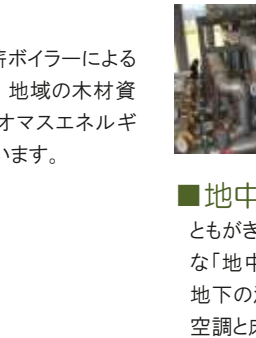 薪ボイラーによる
地域の木材資
オマスエネルギ
います。
■地中
ともがき
な「地中
地下の
空調と床